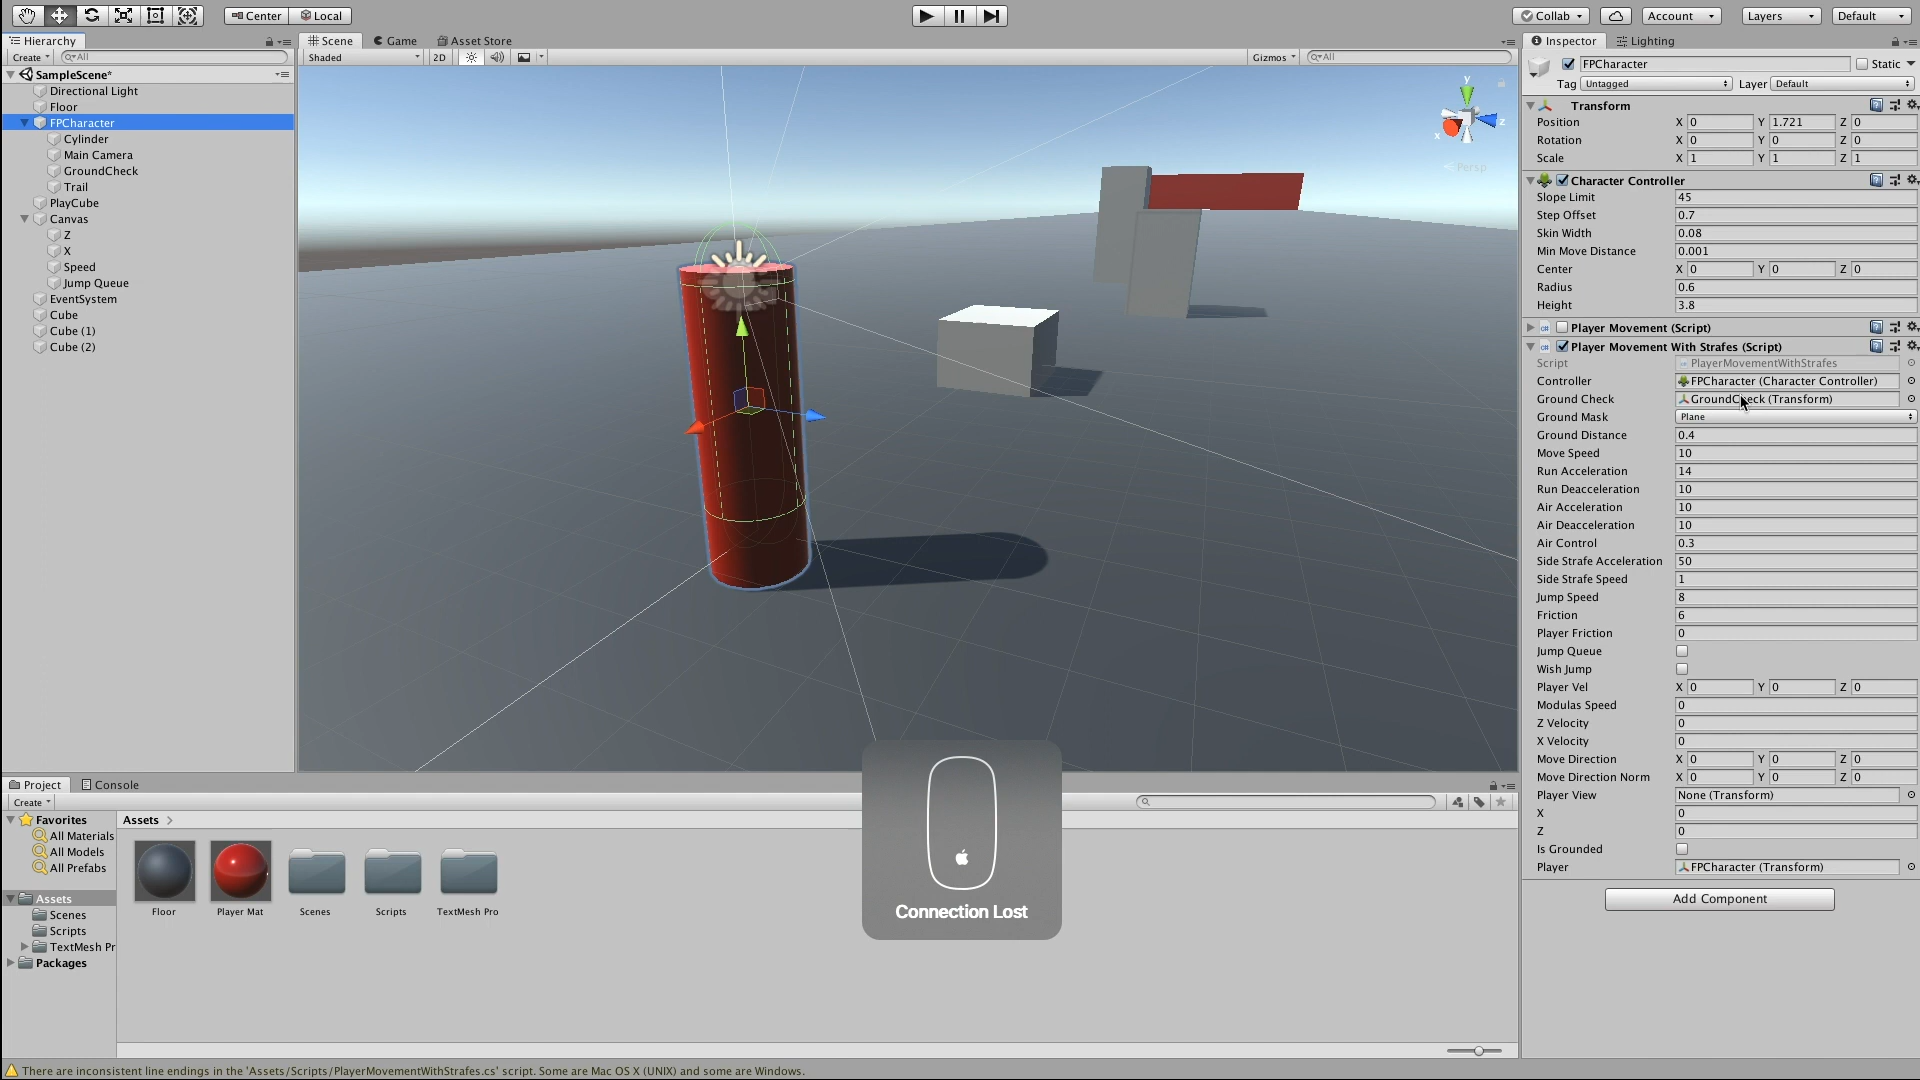 Center Local
Collab Account Layers Default
Hierarchy
Create All
SampleScene*
Directional Light
Floor
FPCharacter
Cylinder
Main Camera
GroundCheck
Trail
PlayCube
Canvas
Z
X
Speed
Jump Queue
EventSystem
Cube
Cube (1)
Cube (2)
Scene Game Asset Store
Shaded 2D Gizmos All
y
x z
Persp
Inspector Lighting
FPCharacter Static
Tag Untagged Layer Default
Transform
Position X 0 Y 1.721 Z 0
Rotation X 0 Y 0 Z 0
Scale X 1 Y 1 Z 1
Character Controller
Slope Limit 45
Step Offset 0.7
Skin Width 0.08
Min Move Distance 0.001
Center X 0 Y 0 Z 0
Radius 0.6
Height 3.8
Player Movement (Script)
Player Movement With Strafes (Script)
Script PlayerMovementWithStrafes
Controller FPCharacter (Character Controller)
Ground Check GroundCheck (Transform)
Ground Mask Plane
Ground Distance 0.4
Move Speed 10
Run Acceleration 14
Run Deacceleration 10
Air Acceleration 10
Air Deacceleration 10
Air Control 0.3
Side Strafe Acceleration 50
Side Strafe Speed 1
Jump Speed 8
Friction 6
Player Friction 0
Jump Queue
Wish Jump
Player Vel X 0 Y 0 Z 0
Modulas Speed 0
Z Velocity 0
X Velocity 0
Move Direction X 0 Y 0 Z 0
Move Direction Norm X 0 Y 0 Z 0
Player View None (Transform)
X 0
Z 0
Is Grounded
Player FPCharacter (Transform)
Add Component
Project Console
Create
Favorites
All Materials
All Models
All Prefabs
Assets
Scenes
Scripts
TextMesh Pr
Packages
Assets
Floor Player Mat Scenes Scripts TextMesh Pro
Connection Lost
There are inconsistent line endings in the 'Assets/Scripts/PlayerMovementWithStrafes.cs' script. Some are Mac OS X (UNIX) and some are Windows.